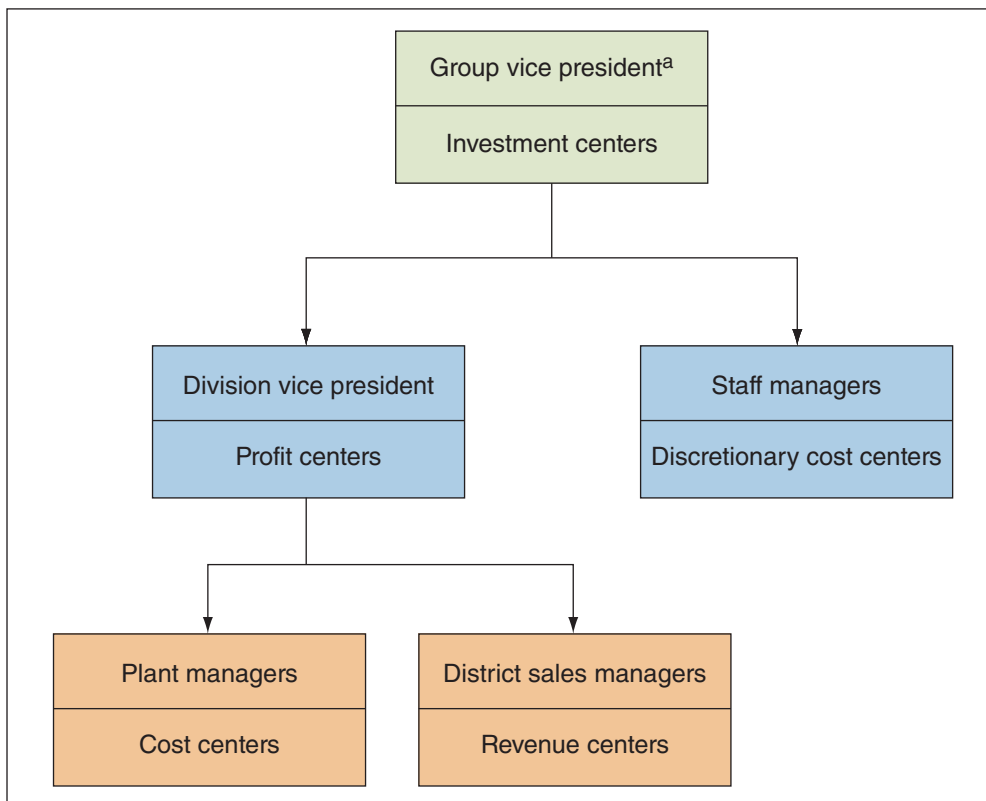 Group vice presidentᵃ
Investment centers
Division vice president
Profit centers
Staff managers
Discretionary cost centers
Plant managers
Cost centers
District sales managers
Revenue centers